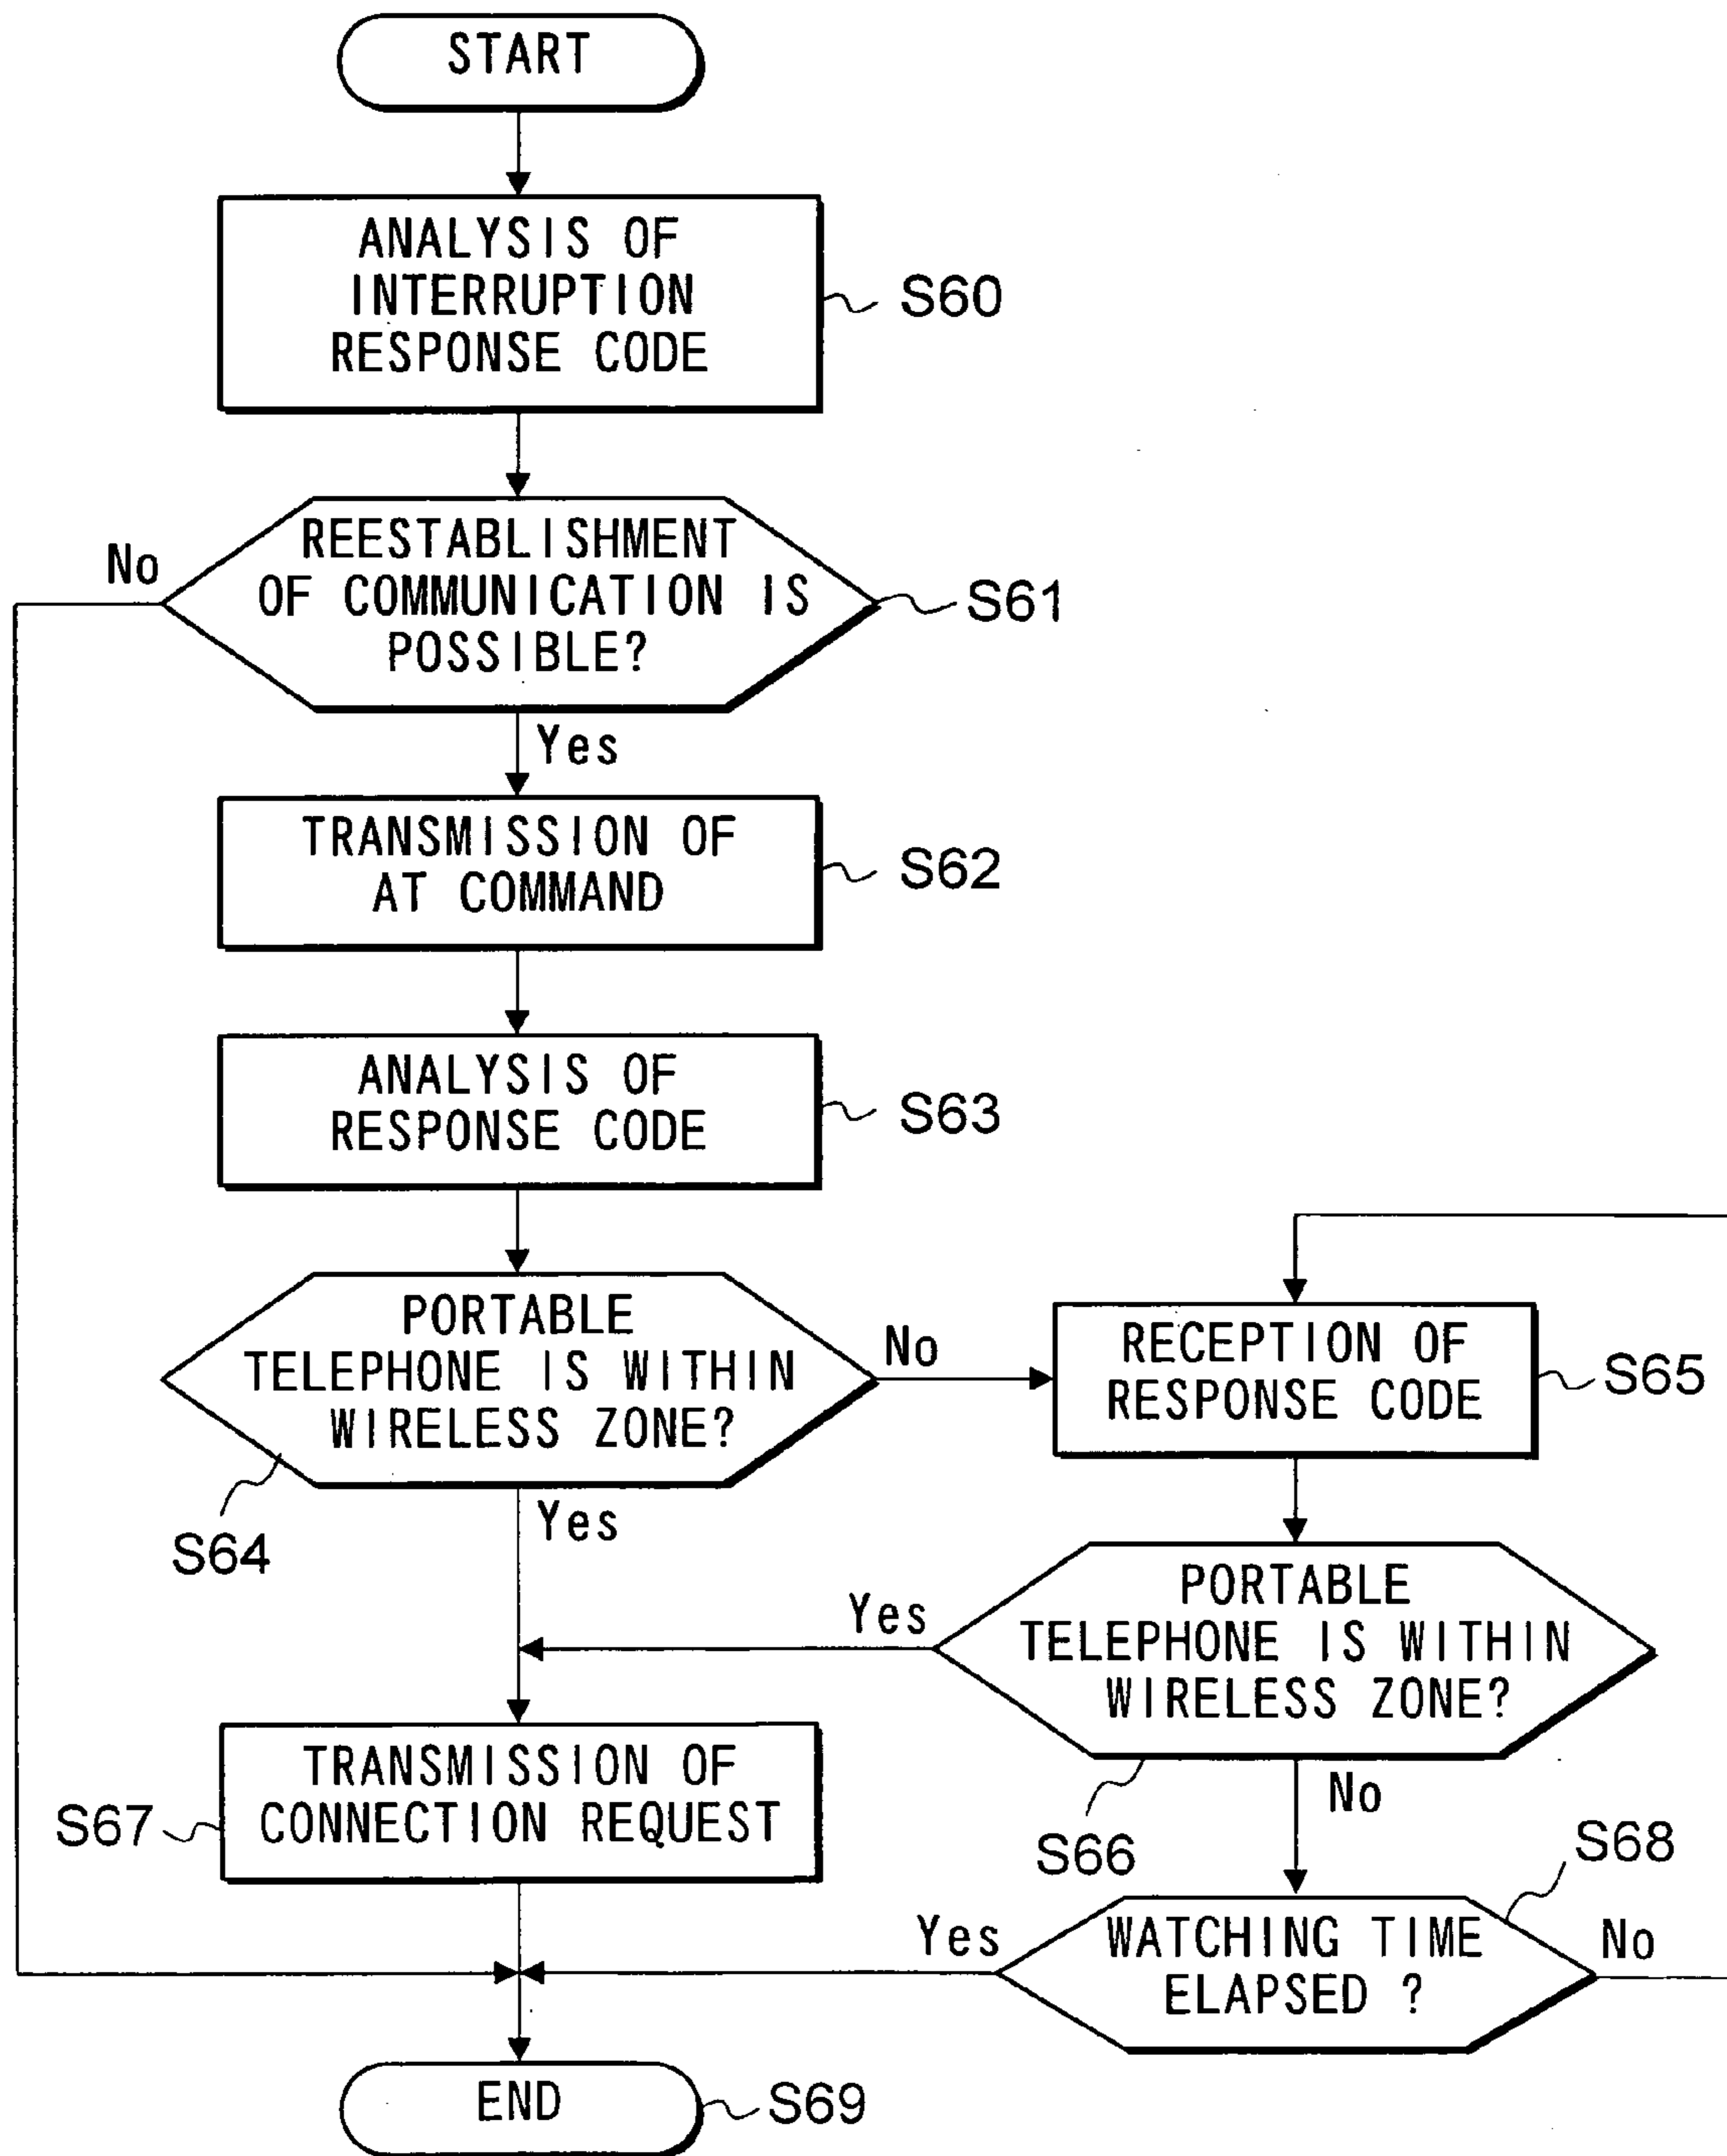 START
ANALYSIS OF
INTERRUPTION
RESPONSE CODE
S60
No
REESTABLISHMENT
OF COMMUNICATION IS
POSSIBLE?
S61
Yes
TRANSMISSION OF
AT COMMAND
S62
ANALYSIS OF
RESPONSE CODE
S63
PORTABLE
TELEPHONE IS WITHIN
WIRELESS ZONE?
S64
No
Yes
RECEPTION OF
RESPONSE CODE
S65
PORTABLE
TELEPHONE IS WITHIN
WIRELESS ZONE?
Yes
S66
No
TRANSMISSION OF
CONNECTION REQUEST
S67
S68
Yes
WATCHING TIME
ELAPSED ?
No
END
S69